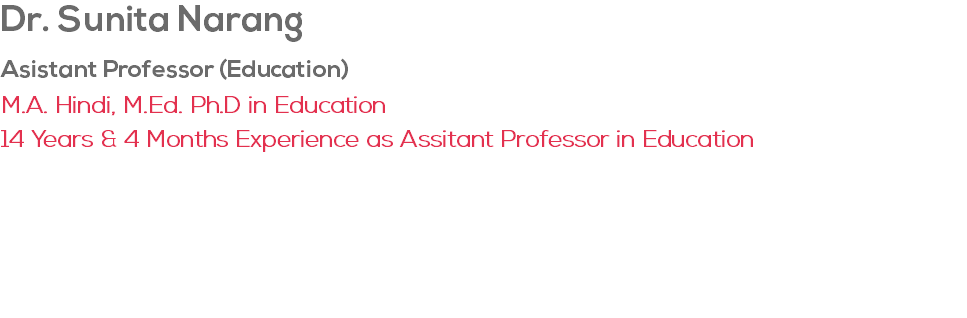 Dr. Sunita Narang
Asistant Professor (Education)
M.A. Hindi, M.Ed. Ph.D in Education
14 Years & 4 Months Experience as Assitant Professor in Education